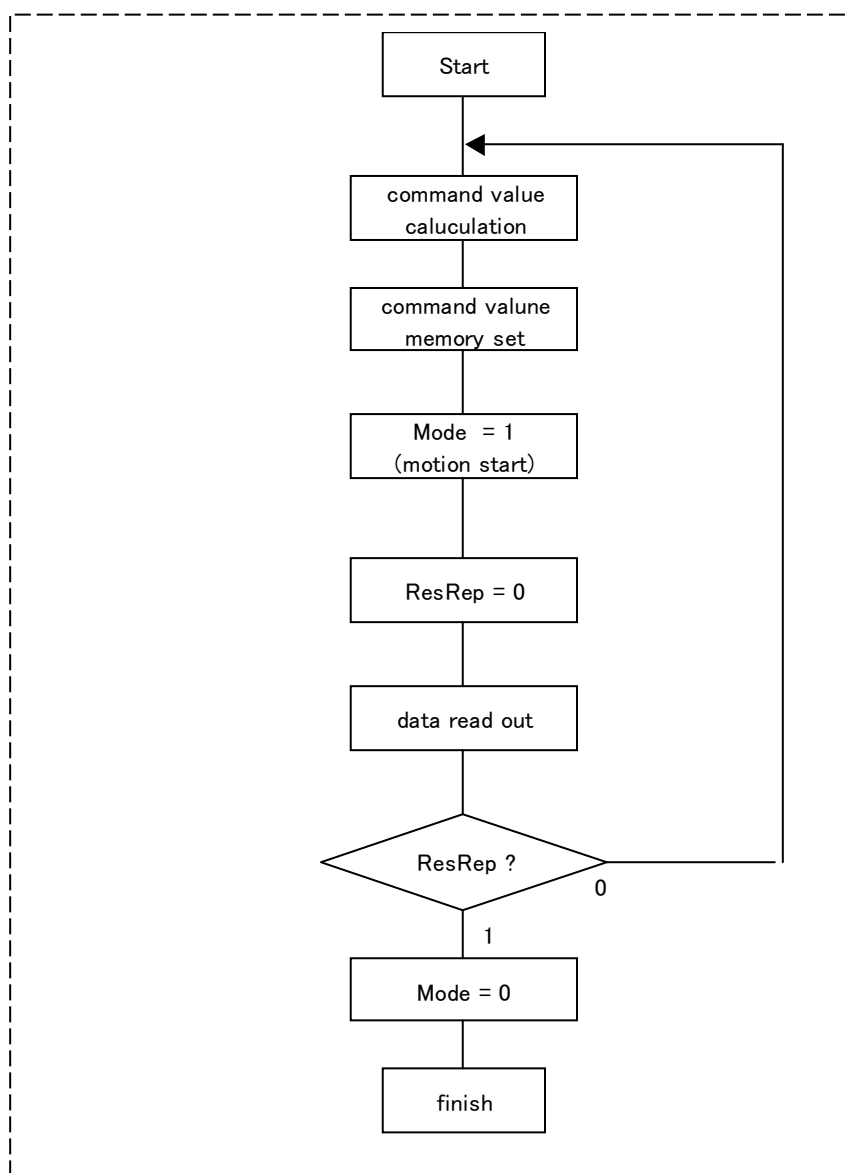 Start
command value
caluculation
command valune
memory set
Mode = 1
(motion start)
ResRep = 0
data read out
ResRep ?
0
1
Mode = 0
finish